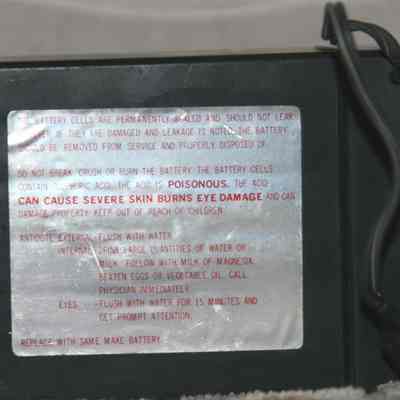 THE BATTERY CELLS ARE PERMANENTLY SEALED AND SHOULD NOT LEAK
IF THEY ARE DAMAGED AND LEAKAGE IS NOTED, THE BATTERY
SHOULD BE REMOVED FROM SERVICE AND PROPERLY DISPOSED OF.
DO NOT BREAK, CRUSH OR BURN THE BATTERY. THE BATTERY CELLS
CONTAIN SULFURIC ACID. THE ACID IS POISONOUS. THE ACID
CAN CAUSE SEVERE SKIN BURNS EYE DAMAGE AND CAN
DAMAGE PROPERTY. KEEP OUT OF REACH OF CHILDREN.
ANTIDOTE: EXTERNAL-FLUSH WITH WATER.
INTERNAL-DRINK LARGE QUANTITIES OF WATER OR
MILK. FOLLOW WITH MILK OF MAGNESIA,
BEATEN EGGS OR VEGETABLE OIL. CALL
PHYSICIAN IMMEDIATELY.
EYES -FLUSH WITH WATER FOR 15 MINUTES AND
GET PROMPT ATTENTION.
REPLACE WITH SAME MAKE BATTERY